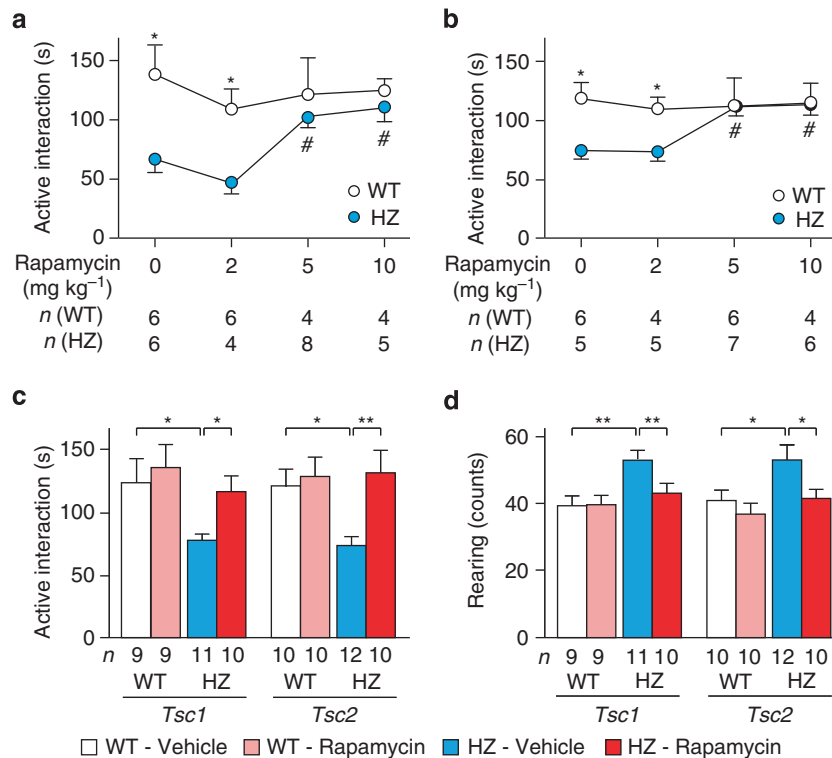 a
*
*
#
#
Active interaction (s)
150
100
50
0
WT
HZ
Rapamycin 0 2 5 10
(mg kg⁻¹)
n (WT) 6 6 4 4
n (HZ) 6 4 8 5
b
*
*
#
#
Active interaction (s)
150
100
50
0
WT
HZ
Rapamycin 0 2 5 10
(mg kg⁻¹)
n (WT) 6 4 6 4
n (HZ) 5 5 7 6
c
* * * **
Active interaction (s)
150
100
50
0
n 9 9 11 10 10 10 12 10
WT HZ WT HZ
Tsc1 Tsc2
d
** ** * *
Rearing (counts)
60
40
20
0
n 9 9 11 10 10 10 12 10
WT HZ WT HZ
Tsc1 Tsc2
WT - Vehicle WT - Rapamycin HZ - Vehicle HZ - Rapamycin